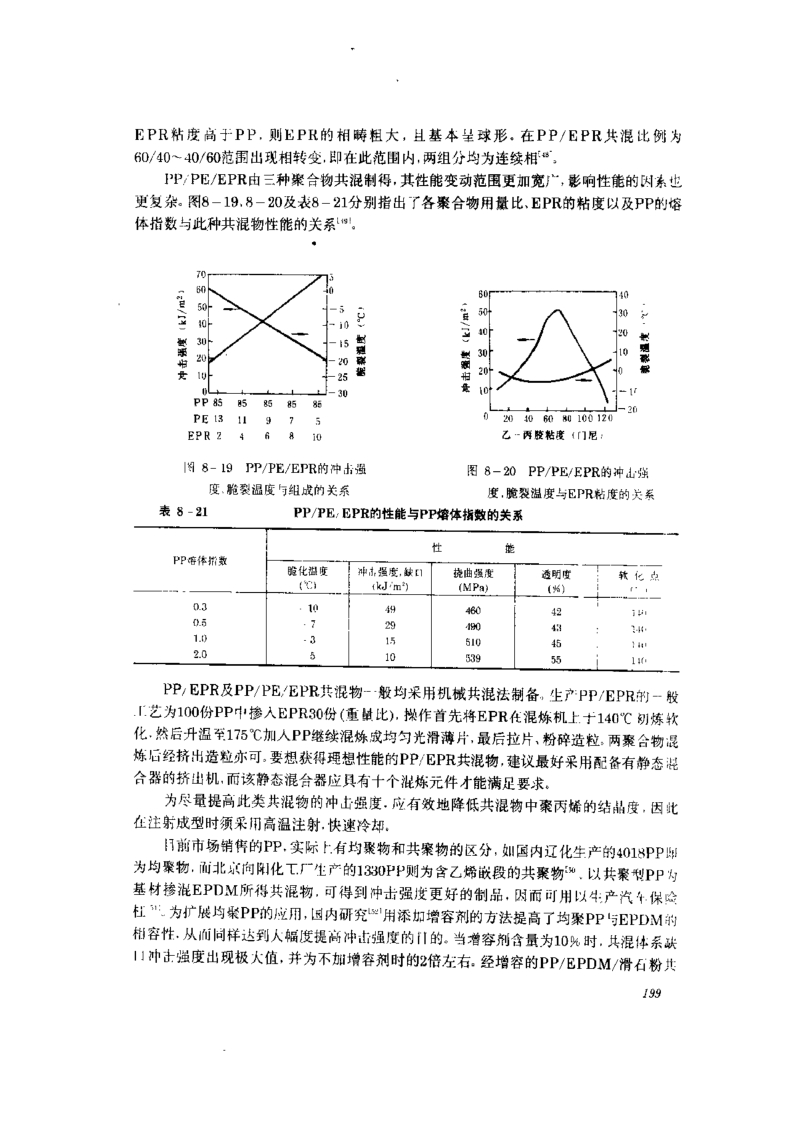 EPR粘度高于PP，则EPR的相畴粗大，且基本呈球形。在PP/EPR共混比例为
60/40～40/60范围出现相转变，即在此范围内，两组分均为连续相[48]。
PP/PE/EPR由三种聚合物共混制得，其性能变动范围更加宽广，影响性能的因素也
更复杂。图8-19，8-20及表8-21分别指出了各聚合物用量比、EPR的粘度以及PP的熔
体指数与此种共混物性能的关系[49]。
冲击强度（kJ/m²）
70
60
50
40
30
20
10
0
5
0
-5
-10
-15
-20
-25
-30
脆裂温度（℃）
PP 85 85 85 85 85
PE 13 11 9 7 5
EPR 2 4 6 8 10
冲击强度（kJ/m²）
60
50
40
30
20
10
0 20 40 60 80 100 120
40
30
20
10
0
-20
脆裂温度
乙-丙胶粘度（门尼）
图 8-19 PP/PE/EPR的冲击强
度，脆裂温度与组成的关系
图 8-20 PP/PE/EPR的冲击强
度，脆裂温度与EPR粘度的关系
表 8-21 PP/PE/EPR的性能与PP熔体指数的关系
PP熔体指数 性能
脆化温度（℃） 冲击强度，缺口（kJ/m²） 挠曲强度（MPa） 透明度（%） 软化点
0.3 -10 49 460 42 140
0.5 -7 29 490 43 140
1.0 -3 15 510 45 140
2.0 5 10 539 55 140
PP/EPR及PP/PE/EPR共混物一般均采用机械共混法制备。生产PP/EPR的一般
工艺为100份PP中掺入EPR30份(重量比)，操作首先将EPR在混炼机上于140℃初炼软
化，然后升温至175℃加入PP继续混炼成均匀光滑薄片，最后拉片、粉碎造粒。两聚合物混
炼后经挤出造粒亦可。要想获得理想性能的PP/EPR共混物，建议最好采用配备有静态混
合器的挤出机，而该静态混合器应具有十个混炼元件才能满足要求。
为尽量提高此类共混物的冲击强度，应有效地降低共混物中聚丙烯的结晶度，因此
在注射成型时须采用高温注射，快速冷却。
目前市场销售的PP，实际上有均聚物和共聚物的区分，如国内辽化生产的4018PP即
为均聚物，而北京向阳化工厂生产的1330PP则为含乙烯嵌段的共聚物[50]，以共聚型PP为
基材掺混EPDM所得共混物，可得到冲击强度更好的制品，因而可用以生产汽车保险
杠[51]。为扩展均聚PP的应用，国内研究[52]用添加增容剂的方法提高了均聚PP与EPDM的
相容性，从而同样达到大幅度提高冲击强度的目的。当增容剂含量为10%时，共混体系缺
口冲击强度出现极大值，并为不加增容剂时的2倍左右。经增容的PP/EPDM/滑石粉共
199